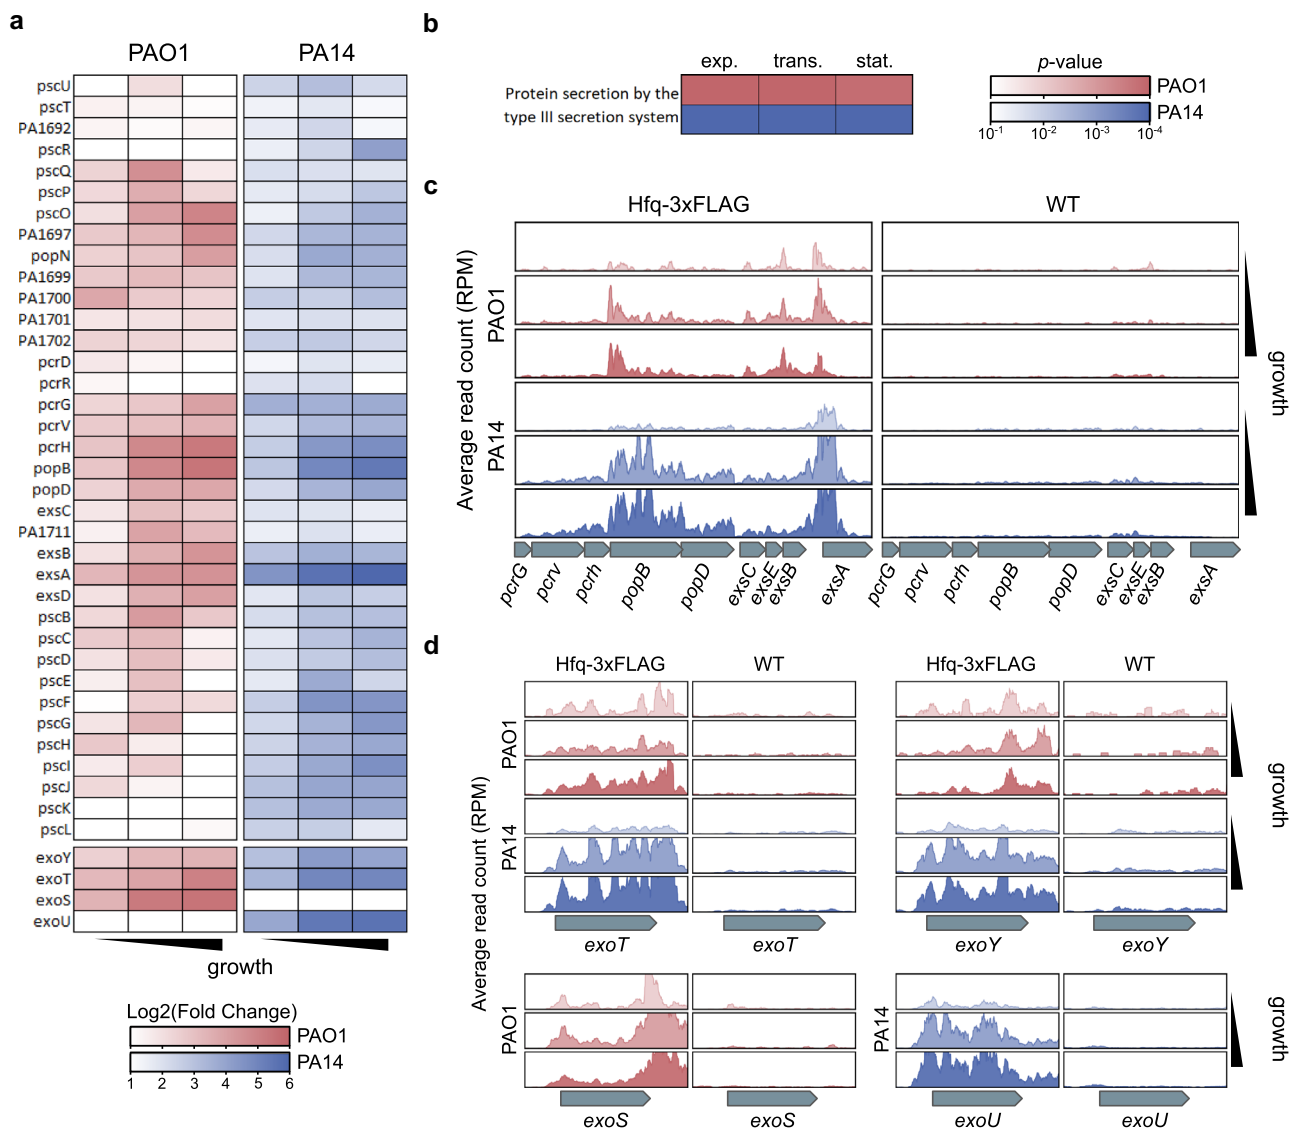 a
PAO1 PA14
pscU
pscT
PA1692
pscR
pscQ
pscP
pscO
PA1697
popN
PA1699
PA1700
PA1701
PA1702
pcrD
pcrR
pcrG
pcrV
pcrH
popB
popD
exsC
PA1711
exsB
exsA
exsD
pscB
pscC
pscD
pscE
pscF
pscG
pscH
pscI
pscJ
pscK
pscL
exoY
exoT
exoS
exoU
growth
Log2(Fold Change)
PAO1
PA14
1 2 3 4 5 6
b
exp. trans. stat.
Protein secretion by the
type III secretion system
p-value
PAO1
PA14
10-1 10-2 10-3 10-4
c
Hfq-3xFLAG WT
Average read count (RPM)
PAO1
PA14
growth
pcrG pcrv pcrh popB popD exsC exsE exsB exsA pcrG pcrv pcrh popB popD exsC exsE exsB exsA
d
Hfq-3xFLAG WT Hfq-3xFLAG WT
Average read count (RPM)
PAO1
PA14
growth
exoT exoT exoY exoY
PAO1
PA14
growth
exoS exoS exoU exoU